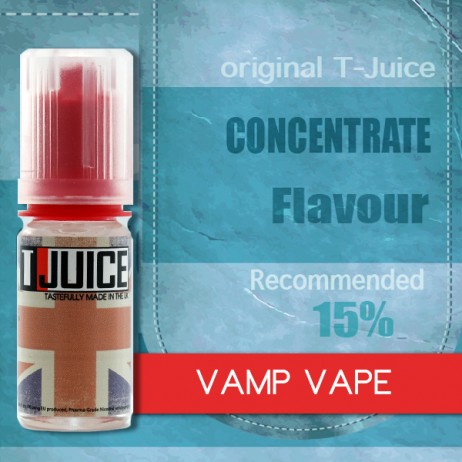 original T-Juice
CONCENTRATE
Flavour
Recommended
15%
VAMP VAPE
T JUICE
TASTEFULLY MADE IN THE UK